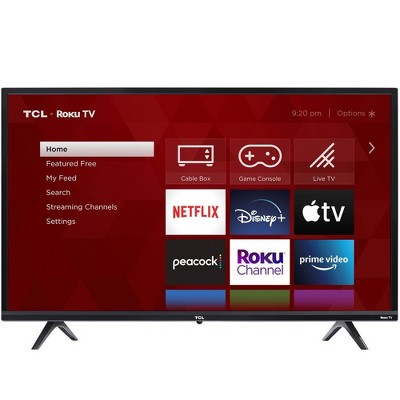 TCL • Roku TV
9:20 pm | Options ✳
Home
Featured Free
My Feed
Search
Streaming Channels
Settings
Cable Box
Game Console
Live TV
NETFLIX
Disney+
tv
peacock
Roku
Channel
prime video
TCL
Roku TV